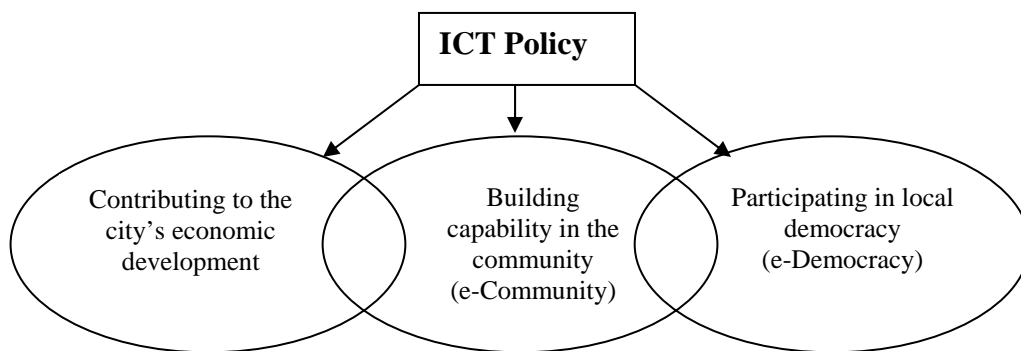 ICT Policy
Contributing to the
city’s economic
development
Building
capability in the
community
(e-Community)
Participating in local
democracy
(e-Democracy)